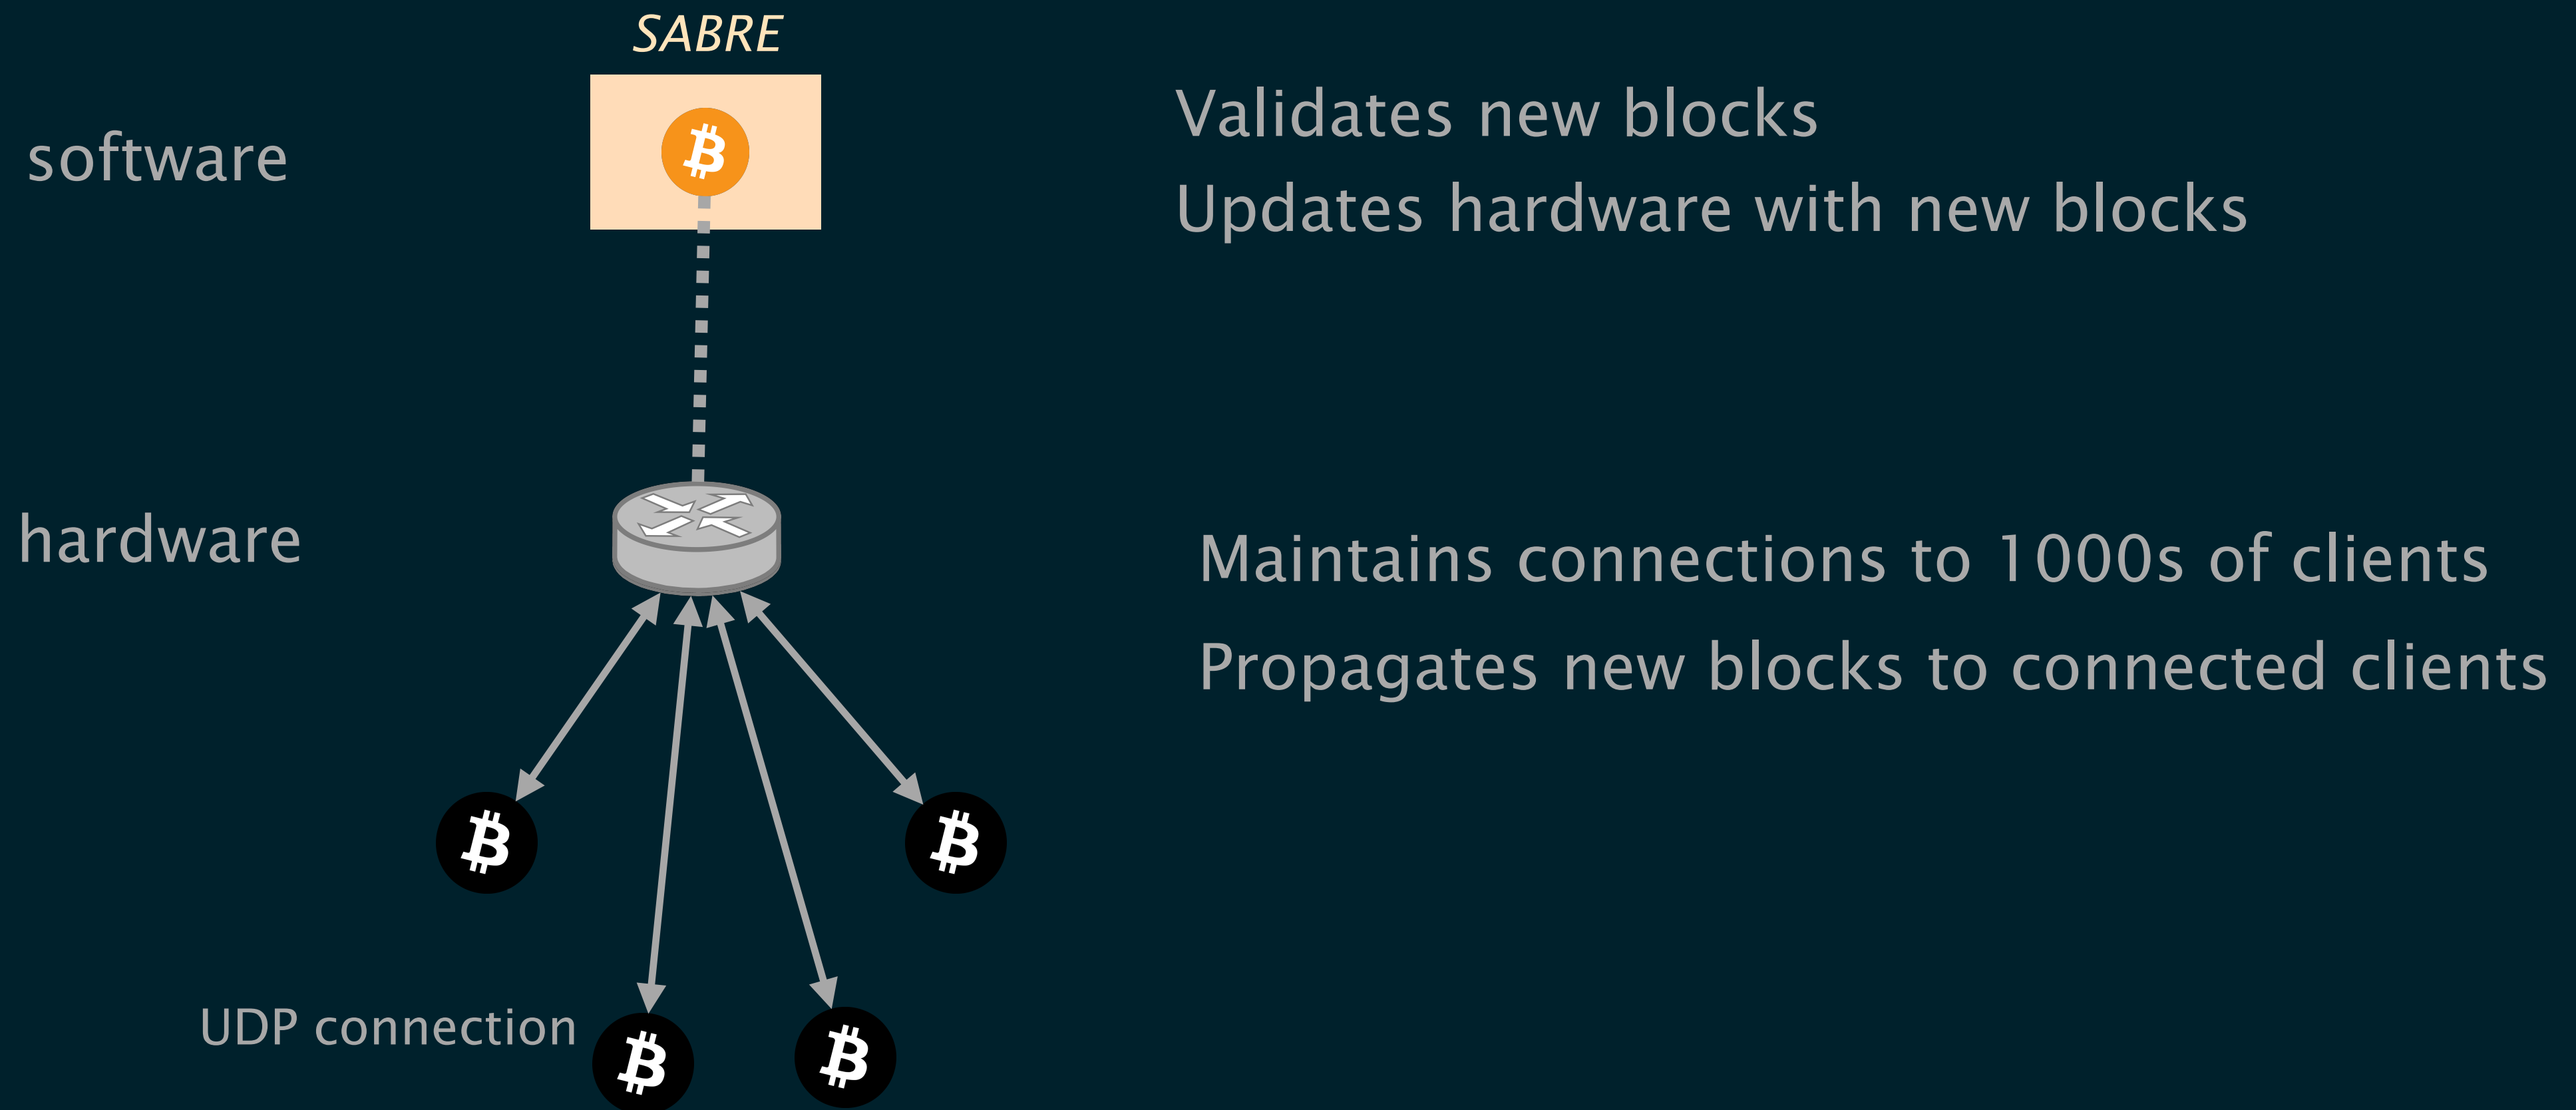 SABRE
software
Validates new blocks
Updates hardware with new blocks
hardware
Maintains connections to 1000s of clients
Propagates new blocks to connected clients
UDP connection